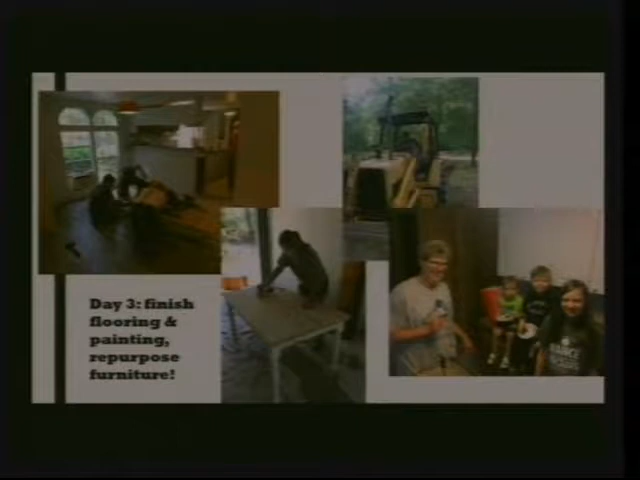 Day 3: finish
flooring &
painting,
repurpose
furniture!